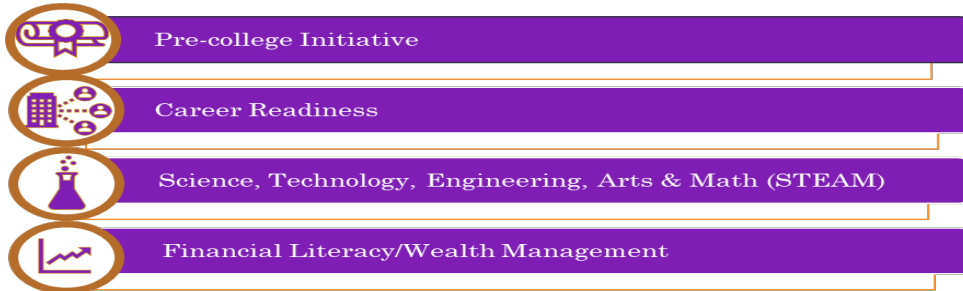 Pre-college Initiative
Career Readiness
Science, Technology, Engineering, Arts & Math (STEAM)
Financial Literacy/Wealth Management